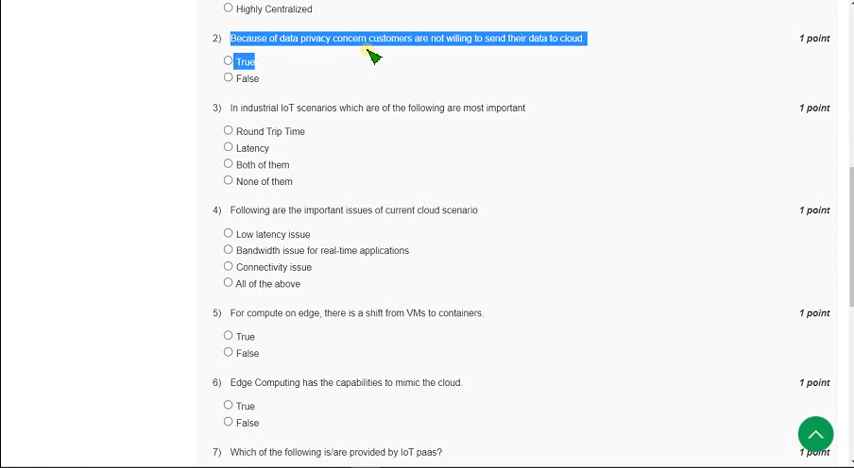 Highly Centralized
2) Because of data privacy concern customers are not willing to send their data to cloud. 1 point
True
False
3) In industrial IoT scenarios which are of the following are most important 1 point
Round Trip Time
Latency
Both of them
None of them
4) Following are the important issues of current cloud scenario 1 point
Low latency issue
Bandwidth issue for real-time applications
Connectivity issue
All of the above
5) For compute on edge, there is a shift from VMs to containers. 1 point
True
False
6) Edge Computing has the capabilities to mimic the cloud. 1 point
True
False
7) Which of the following is/are provided by IoT paas? 1 point